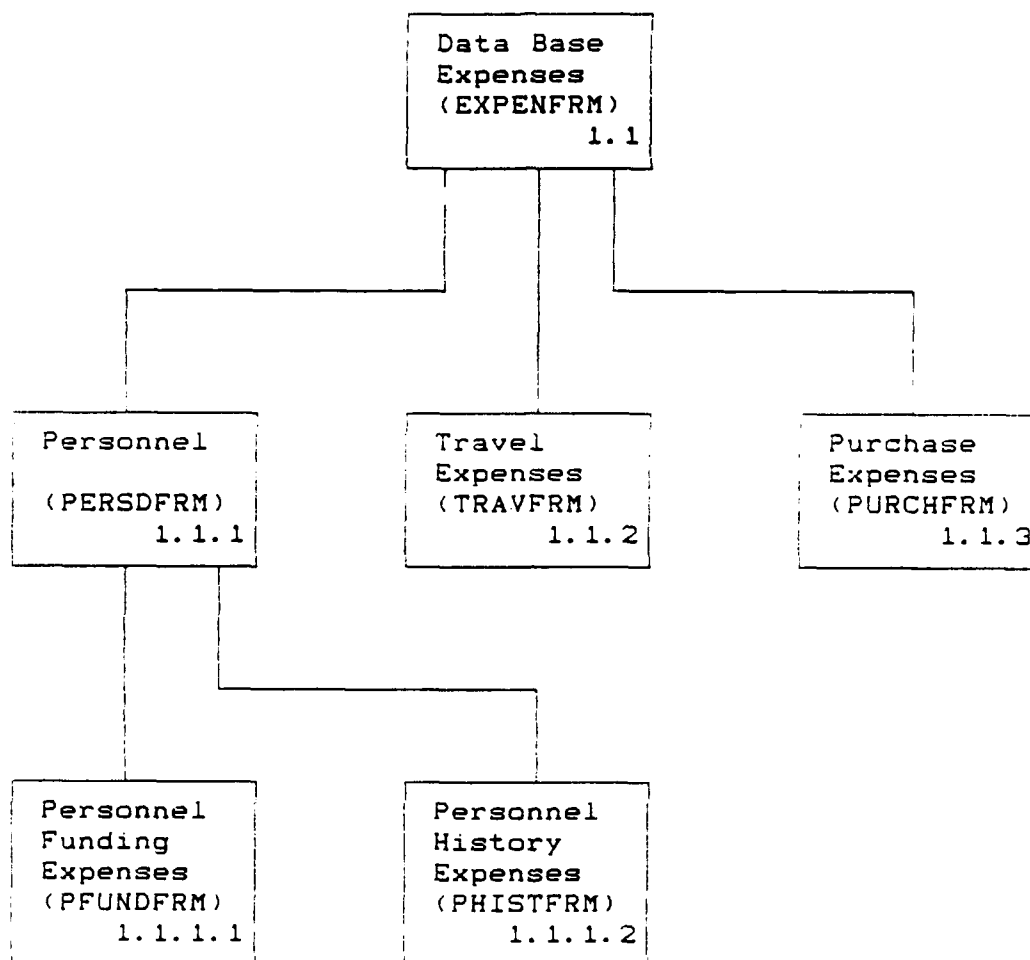 Data Base
Expenses
(EXPENFRM)
1.1
Personnel
(PERSDFRM)
1.1.1
Travel
Expenses
(TRAVFRM)
1.1.2
Purchase
Expenses
(PURCHFRM)
1.1.3
Personnel
Funding
Expenses
(PFUNDFRM)
1.1.1.1
Personnel
History
Expenses
(PHISTFRM)
1.1.1.2